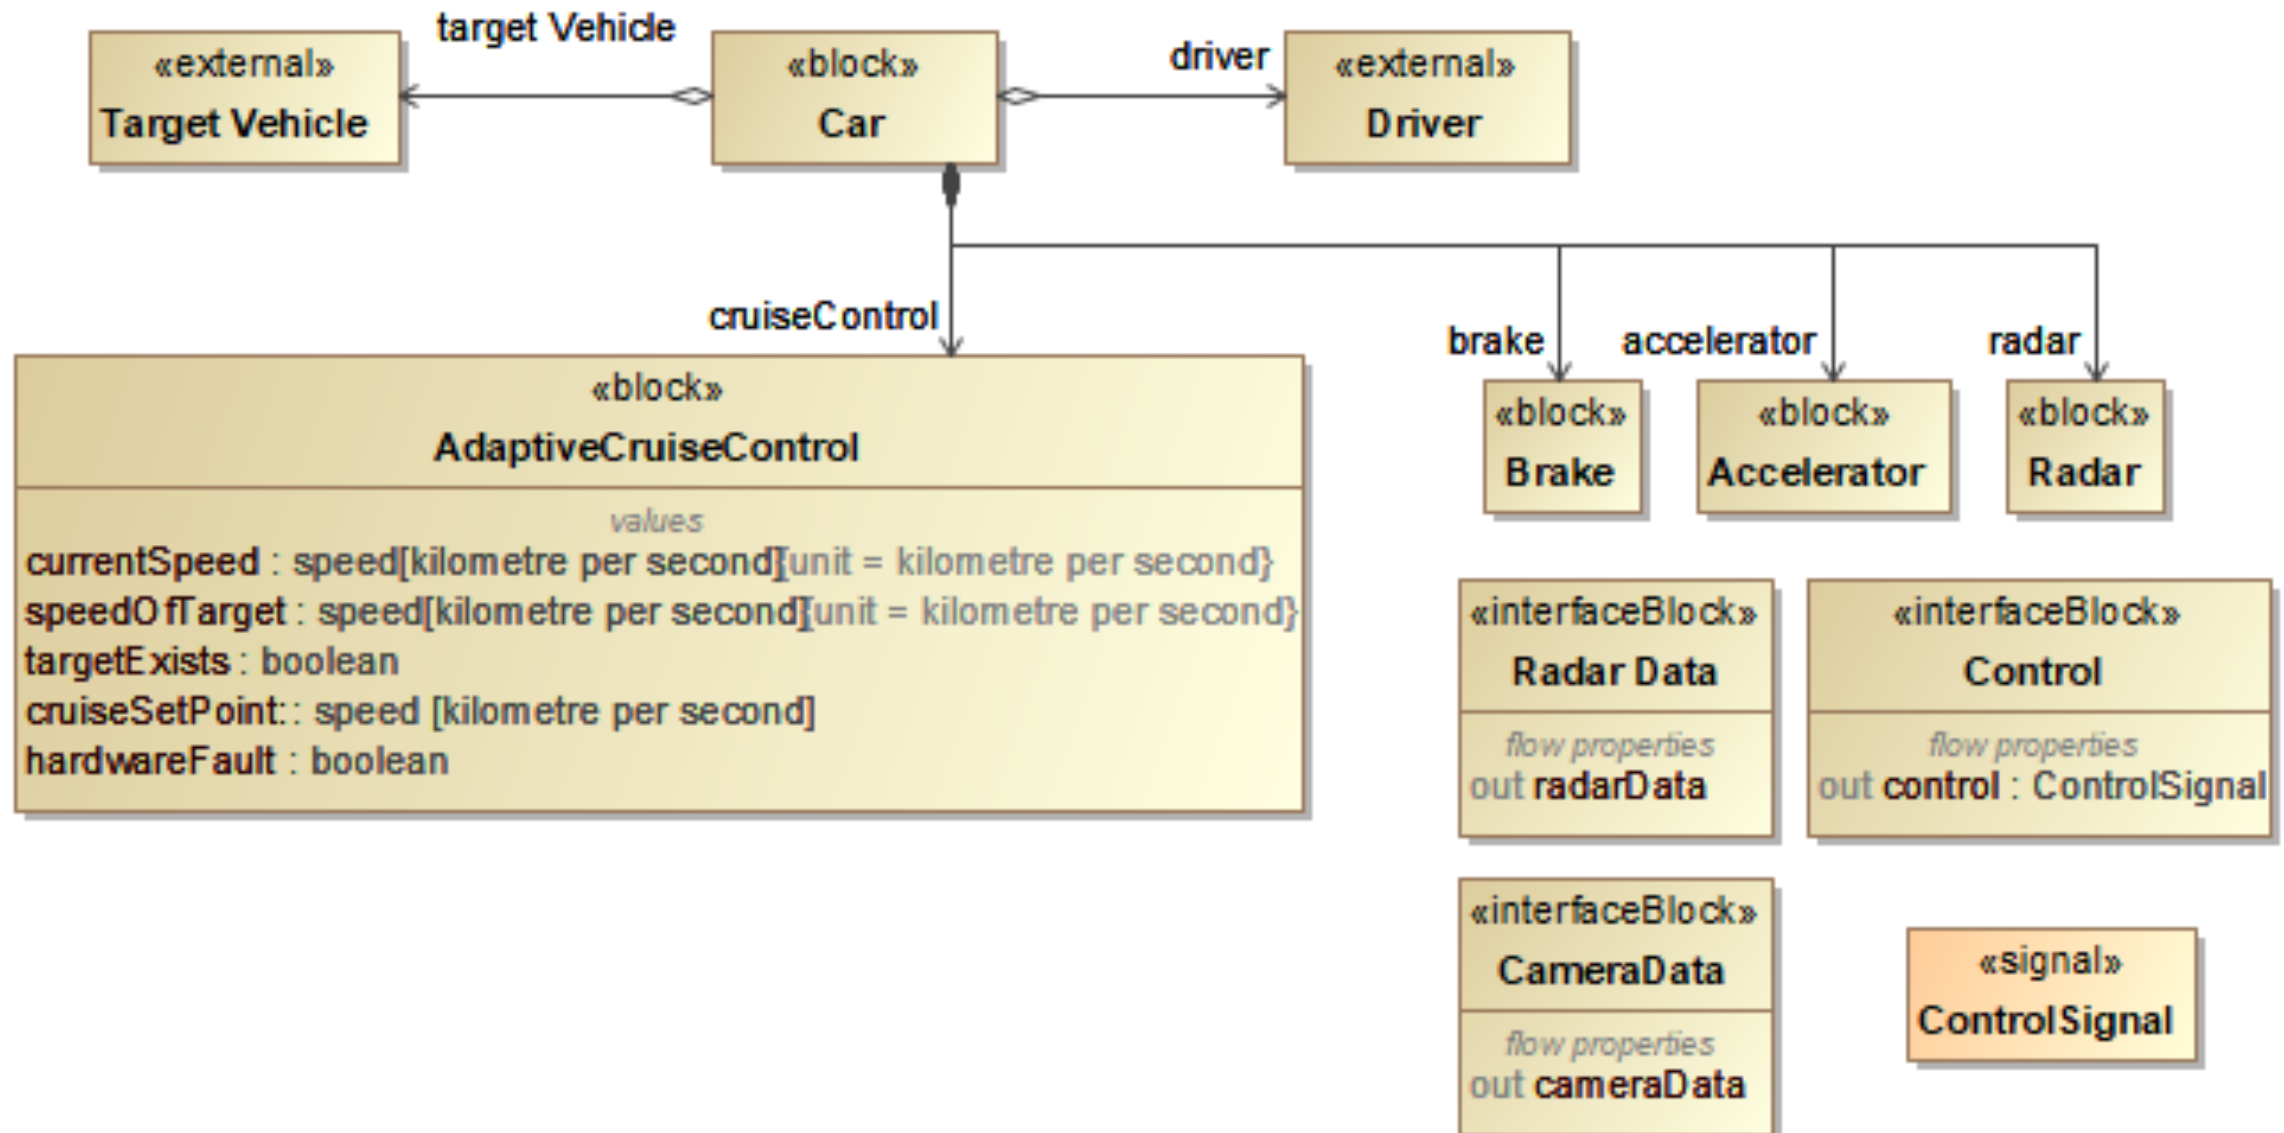 target Vehicle
«external»
Target Vehicle
«block»
Car
driver
«external»
Driver
cruiseControl
brake
accelerator
radar
«block»
AdaptiveCruiseControl
values
currentSpeed : speed[kilometre per second]{unit = kilometre per second}
speedOfTarget : speed[kilometre per second]{unit = kilometre per second}
targetExists : boolean
cruiseSetPoint:: speed [kilometre per second]
hardwareFault : boolean
«block»
Brake
«block»
Accelerator
«block»
Radar
«interfaceBlock»
Radar Data
flow properties
out radarData
«interfaceBlock»
Control
flow properties
out control : ControlSignal
«interfaceBlock»
CameraData
flow properties
out cameraData
«signal»
ControlSignal